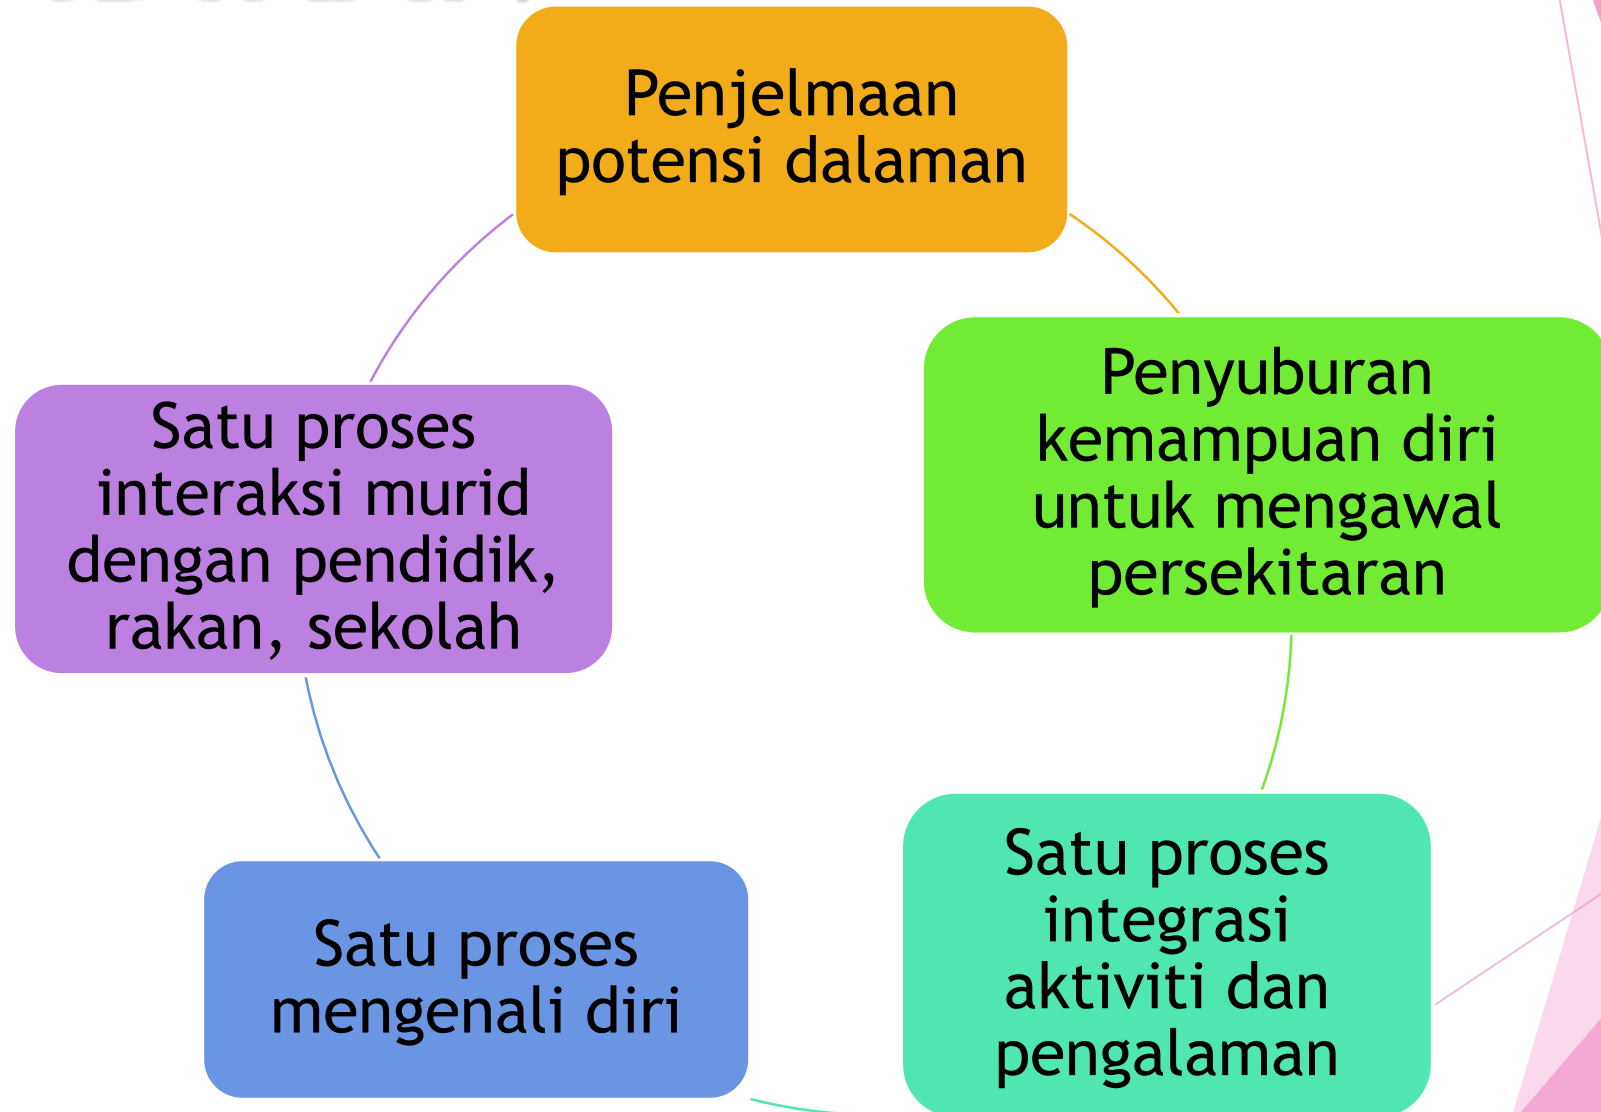 Penjelmaan
potensi dalaman
Penyuburan
kemampuan diri
untuk mengawal
persekitaran
Satu proses
integrasi
aktiviti dan
pengalaman
Satu proses
mengenali diri
Satu proses
interaksi murid
dengan pendidik,
rakan, sekolah